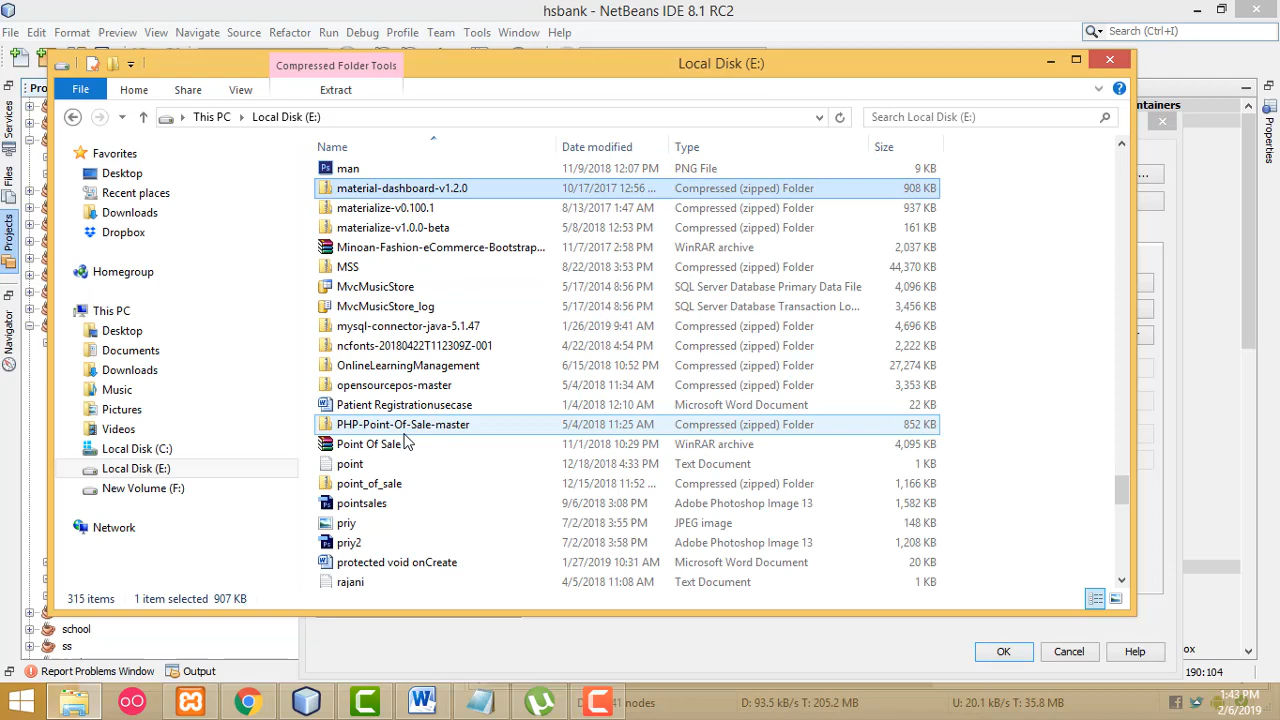 hsbank - NetBeans IDE 8.1 RC2
File Edit Format Preview View Navigate Source Refactor Run Debug Profile Team Tools Window Help
Search (Ctrl+I)
Compressed Folder Tools
Local Disk (E:)
File Home Share View Extract
This PC Local Disk (E:)
Search Local Disk (E:)
Name Date modified Type Size
Favorites
Desktop
Recent places
Downloads
Dropbox
Homegroup
This PC
Desktop
Documents
Downloads
Music
Pictures
Videos
Local Disk (C:)
Local Disk (E:)
New Volume (F:)
Network
man 11/9/2018 12:07 PM PNG File 9 KB
material-dashboard-v1.2.0 10/17/2017 12:56 ... Compressed (zipped) Folder 908 KB
materialize-v0.100.1 8/13/2017 1:47 AM Compressed (zipped) Folder 937 KB
materialize-v1.0.0-beta 5/8/2018 12:53 PM Compressed (zipped) Folder 161 KB
Minoan-Fashion-eCommerce-Bootstrap... 11/7/2017 2:58 PM WinRAR archive 2,037 KB
MSS 8/22/2018 3:53 PM Compressed (zipped) Folder 44,370 KB
MvcMusicStore 5/17/2014 8:56 PM SQL Server Database Primary Data File 4,096 KB
MvcMusicStore_log 5/17/2014 8:56 PM SQL Server Database Transaction Lo... 3,456 KB
mysql-connector-java-5.1.47 1/26/2019 9:41 AM Compressed (zipped) Folder 4,696 KB
ncfonts-20180422T112309Z-001 4/22/2018 4:54 PM Compressed (zipped) Folder 2,222 KB
OnlineLearningManagement 6/15/2018 10:52 PM Compressed (zipped) Folder 27,274 KB
opensourcepos-master 5/4/2018 11:34 AM Compressed (zipped) Folder 3,353 KB
Patient Registrationusecase 1/4/2018 12:10 AM Microsoft Word Document 22 KB
PHP-Point-Of-Sale-master 5/4/2018 11:25 AM Compressed (zipped) Folder 852 KB
Point Of Sale 11/1/2018 10:29 PM WinRAR archive 4,095 KB
point 12/18/2018 4:33 PM Text Document 1 KB
point_of_sale 12/15/2018 11:52 ... Compressed (zipped) Folder 1,166 KB
pointsales 9/6/2018 3:08 PM Adobe Photoshop Image 13 1,582 KB
priy 7/2/2018 3:55 PM JPEG image 148 KB
priy2 7/2/2018 3:58 PM Adobe Photoshop Image 13 1,208 KB
protected void onCreate 1/27/2019 10:31 AM Microsoft Word Document 20 KB
rajani 4/5/2018 11:08 AM Text Document 1 KB
315 items 1 item selected 907 KB
Services
Files
Projects
Navigator
Properties
school
ss
OK Cancel Help
Report Problems Window Output
190:104
D: 93.5 kB/s T: 205.2 MB U: 20.1 kB/s T: 35.8 MB
1:43 PM
2/6/2019